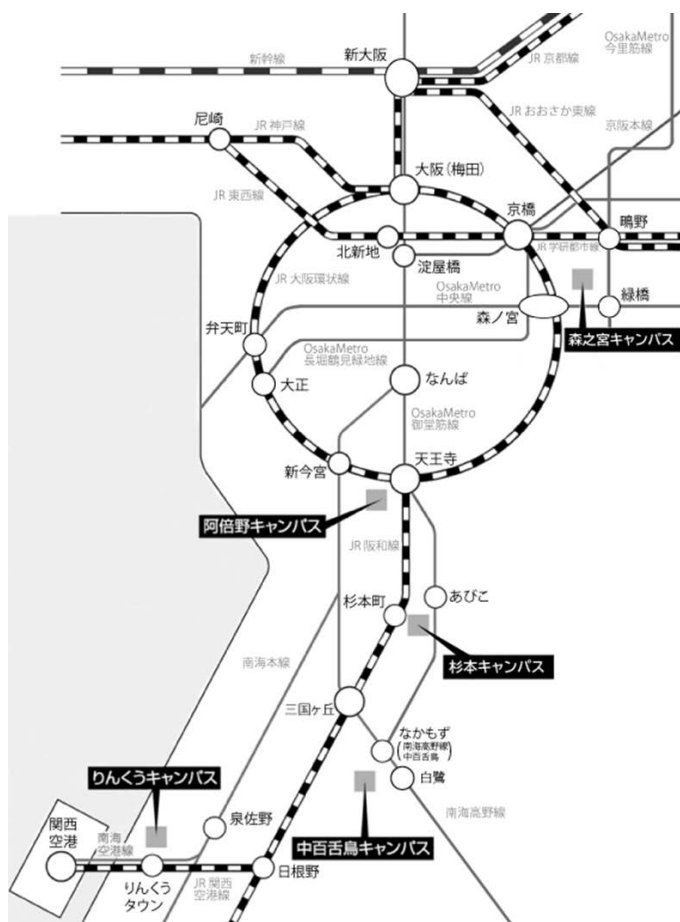 OsakaMetro
今里筋線
新大阪
新幹線
JR 京都線
JR おおさか東線
尼崎
JR 神戸線
京阪本線
大阪(梅田)
JR 東西線
京橋
鴫野
北新地
JR 学研都市線
淀屋橋
JR 大阪環状線
OsakaMetro
中央線
緑橋
森ノ宮
弁天町
森之宮キャンパス
OsakaMetro
長堀鶴見緑地線
大正
なんば
OsakaMetro
御堂筋線
天王寺
新今宮
阿倍野キャンパス
JR 阪和線
あびこ
杉本町
南海本線
杉本キャンパス
三国ヶ丘
なかもず
(南海高野線)
中百舌鳥
りんくうキャンパス
白鷺
南海高野線
関西
空港
泉佐野
南海
空港線
中百舌鳥キャンパス
日根野
りんくう
タウン
JR 関西
空港線